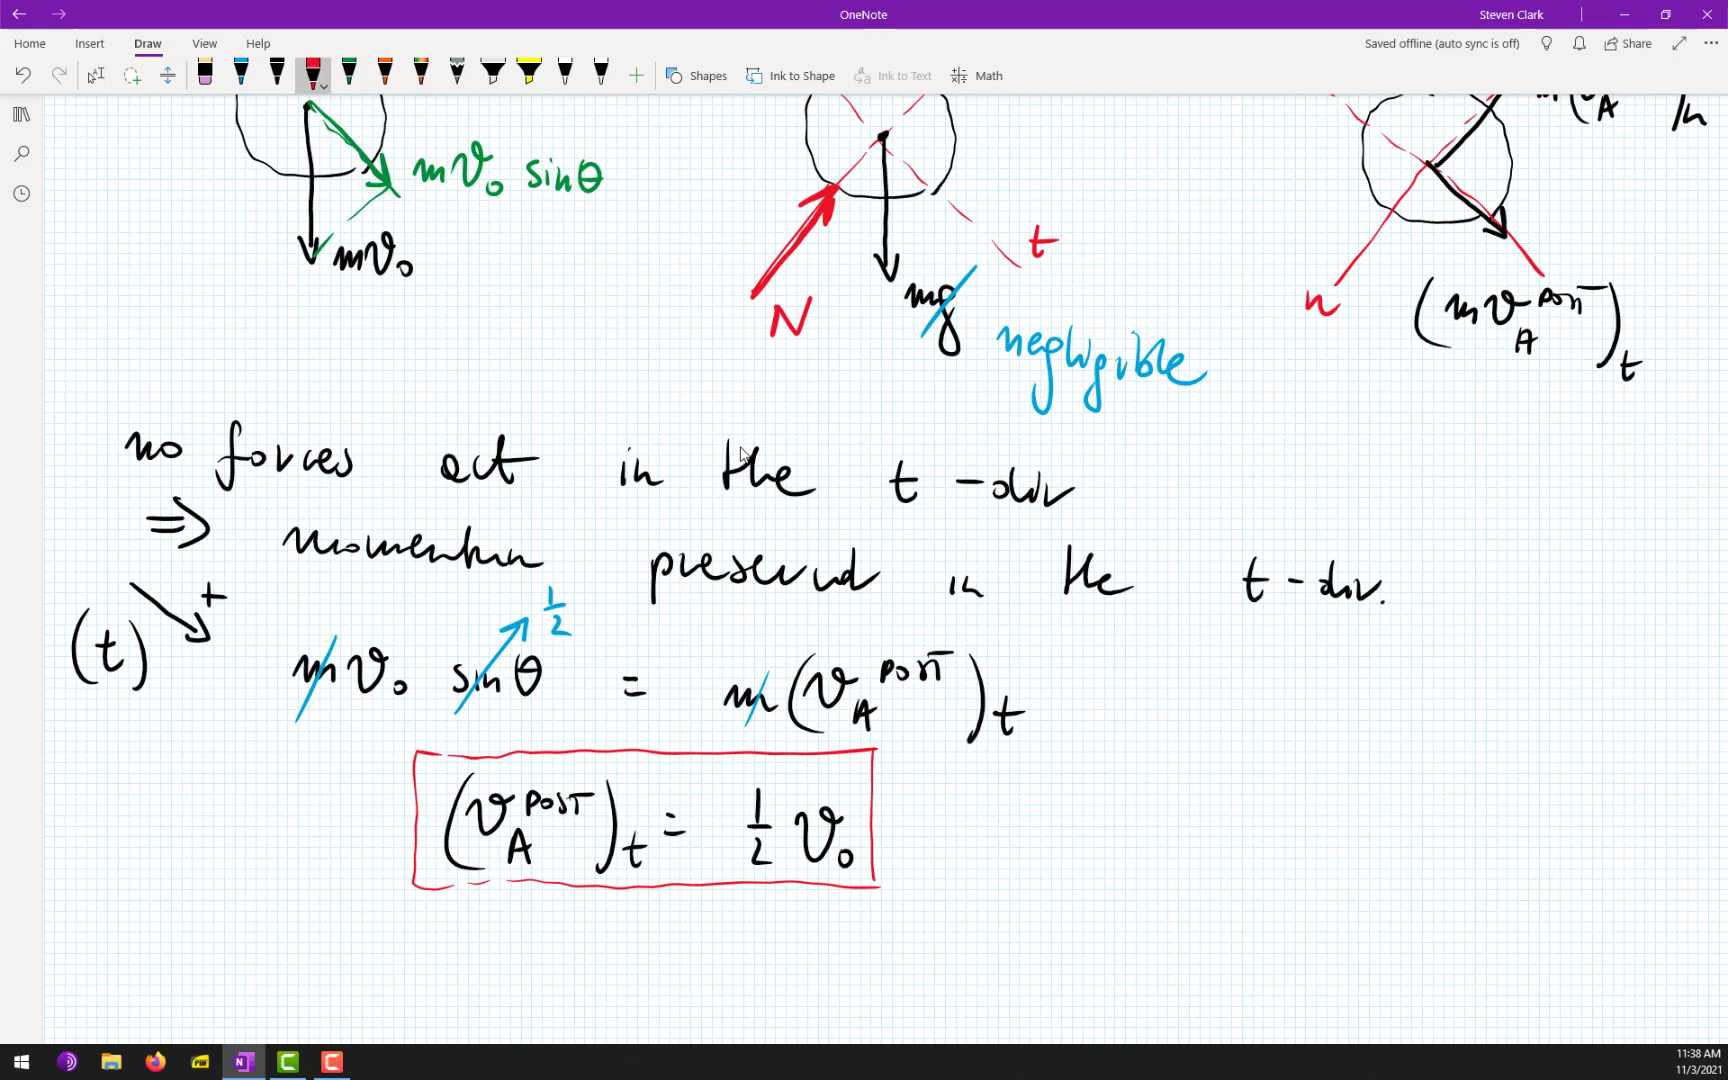 OneNote
Steven Clark
Home Insert Draw View Help
Saved offline (auto sync is off) Share
Shapes Ink to Shape Ink to Text Math
mv₀ sinθ
mv₀
N
mg
negligible
t
n
(mv_A^post)_t
no forces act in the t-dir
⇒ momentum preserved in the t-dir.
+
(t) mv₀ sinθ 1/2 = m(v_A^post)_t
(v_A^post)_t = 1/2 v₀
11:38 AM
11/3/2021